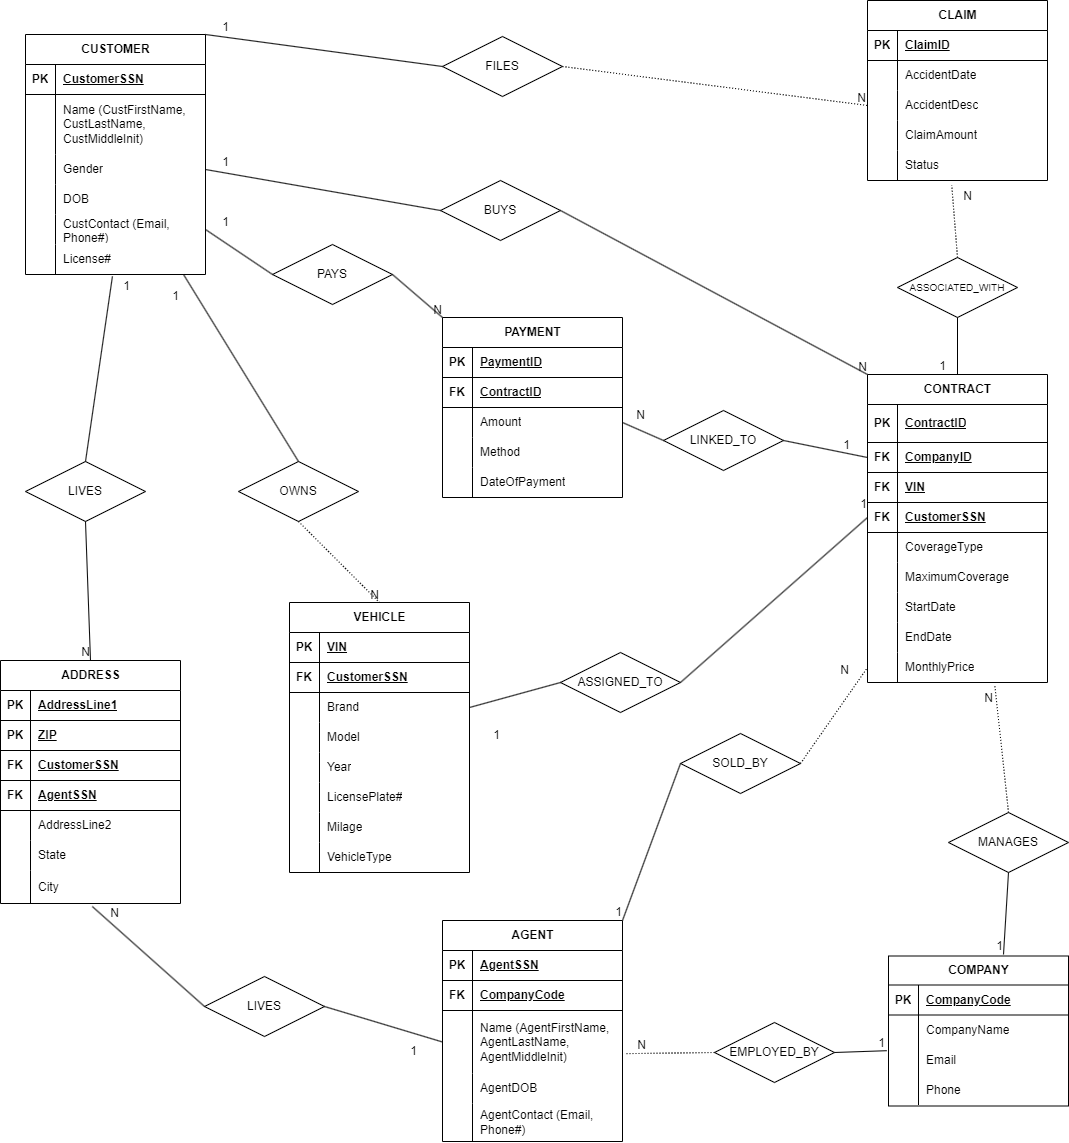 CUSTOMER
PK CustomerSSN
Name (CustFirstName,
CustLastName,
CustMiddleInit)
Gender
DOB
CustContact (Email,
Phone#)
License#
1
FILES
N
CLAIM
PK ClaimID
AccidentDate
AccidentDesc
ClaimAmount
Status
1
BUYS
N
1
PAYS
N
N
ASSOCIATED_WITH
1
1
LIVES
N
1
OWNS
N
PAYMENT
PK PaymentID
FK ContractID
Amount
Method
DateOfPayment
N
LINKED_TO
1
CONTRACT
PK ContractID
FK CompanyID
FK VIN
FK CustomerSSN
CoverageType
MaximumCoverage
StartDate
EndDate
MonthlyPrice
VEHICLE
PK VIN
FK CustomerSSN
Brand
Model
Year
LicensePlate#
Milage
VehicleType
1
ASSIGNED_TO
1
ADDRESS
PK AddressLine1
PK ZIP
FK CustomerSSN
FK AgentSSN
AddressLine2
State
City
N
SOLD_BY
1
N
MANAGES
1
N
LIVES
1
AGENT
PK AgentSSN
FK CompanyCode
Name (AgentFirstName,
AgentLastName,
AgentMiddleInit)
AgentDOB
AgentContact (Email,
Phone#)
N
EMPLOYED_BY
1
COMPANY
PK CompanyCode
CompanyName
Email
Phone